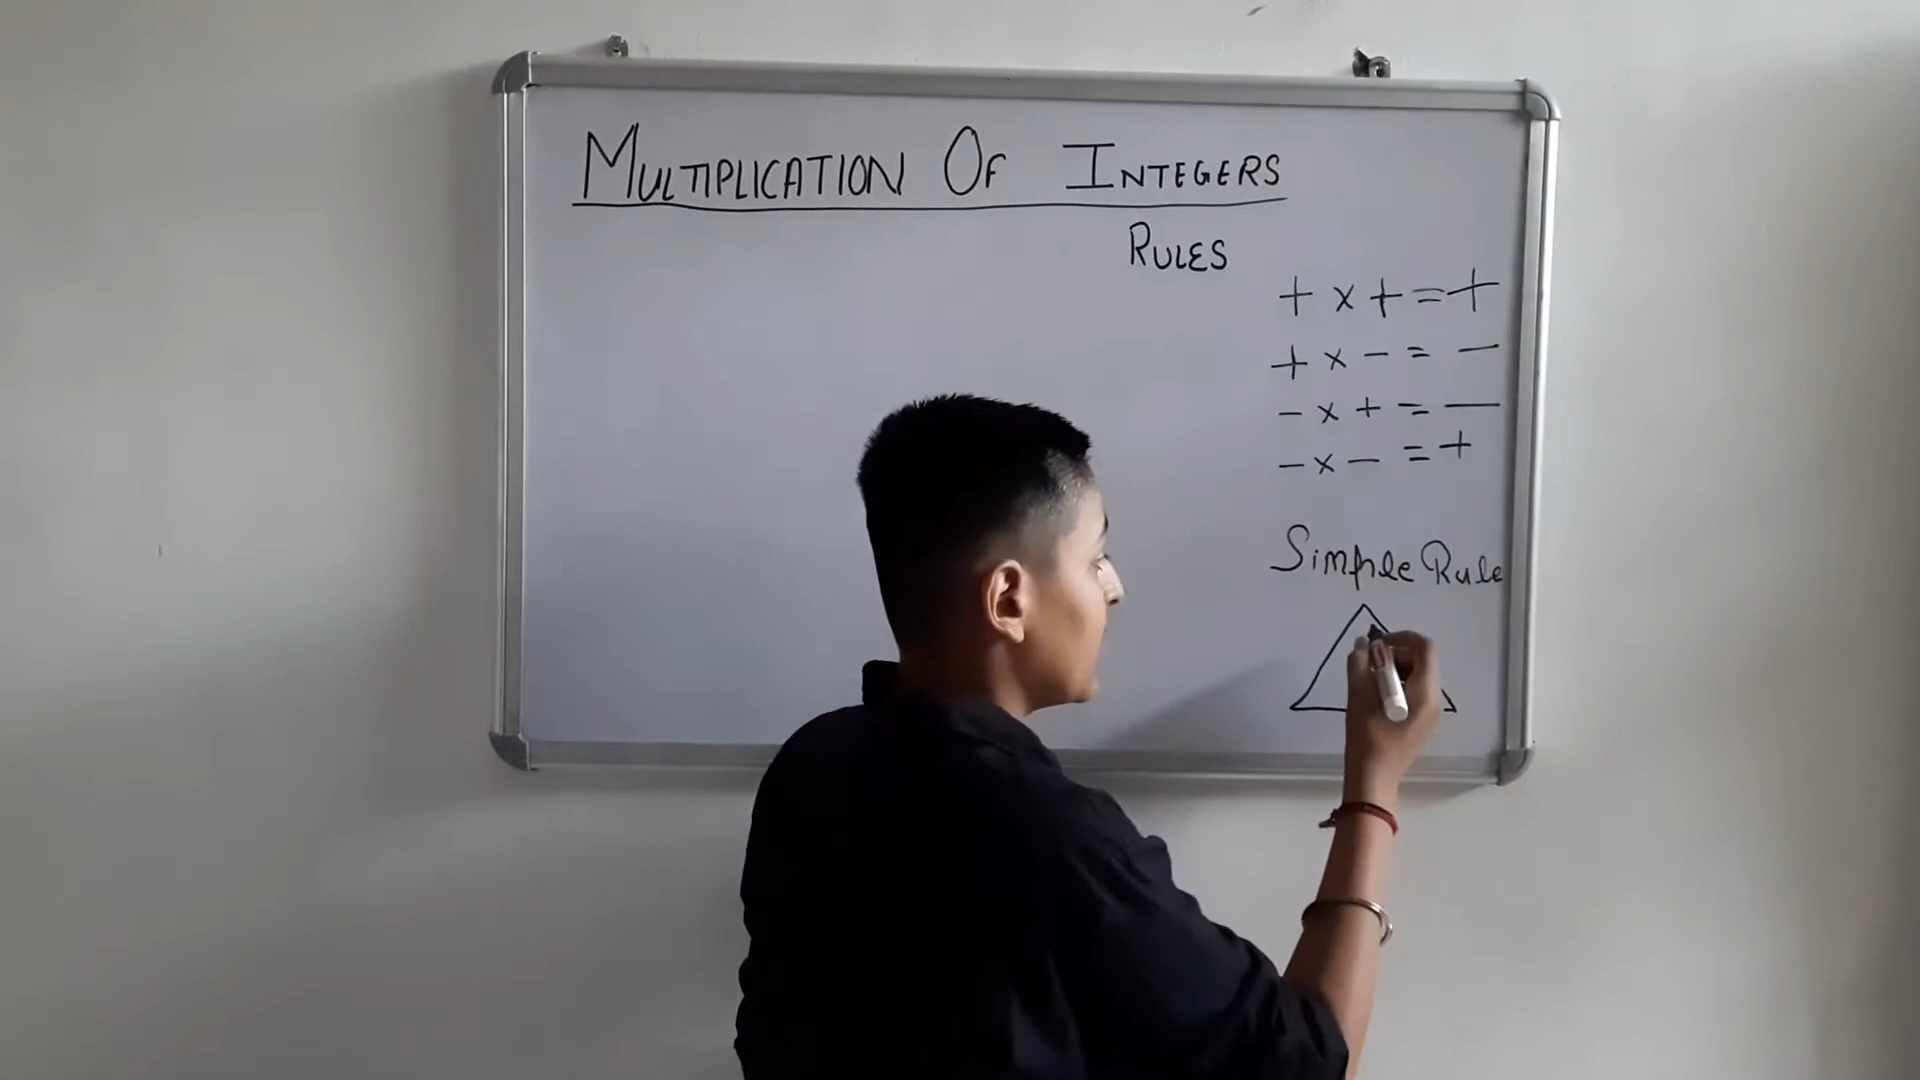 MULTIPLICATION OF INTEGERS
RULES
+ x + = +
+ x - = -
- x + = -
- x - = +
Simple Rule